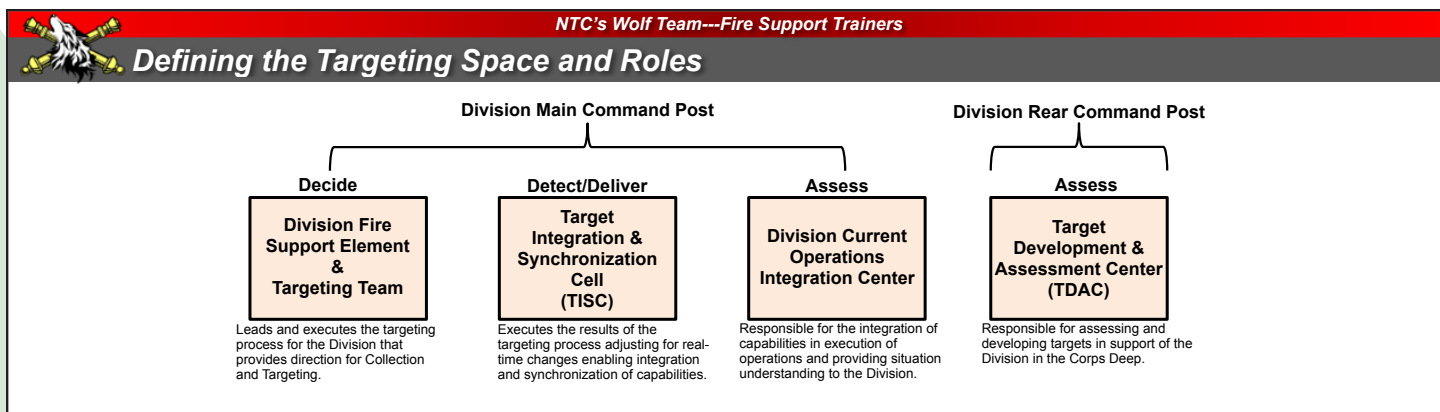 NTC's Wolf Team---Fire Support Trainers
Defining the Targeting Space and Roles
Division Main Command Post
Division Rear Command Post
Decide
Division Fire
Support Element
&
Targeting Team
Leads and executes the targeting
process for the Division that
provides direction for Collection
and Targeting.
Detect/Deliver
Target
Integration &
Synchronization
Cell
(TISC)
Executes the results of the
targeting process adjusting for real-
time changes enabling integration
and synchronization of capabilities.
Assess
Division Current
Operations
Integration Center
Responsible for the integration of
capabilities in execution of
operations and providing situation
understanding to the Division.
Assess
Target
Development &
Assessment Center
(TDAC)
Responsible for assessing and
developing targets in support of the
Division in the Corps Deep.